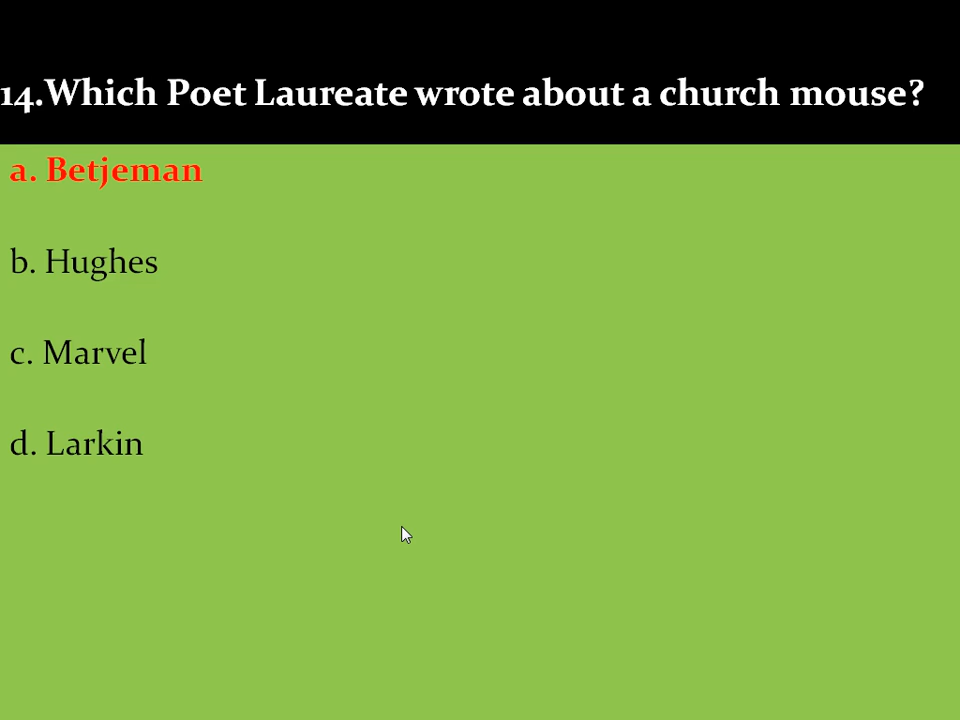 14.Which Poet Laureate wrote about a church mouse?
a. Betjeman
b. Hughes
c. Marvel
d. Larkin